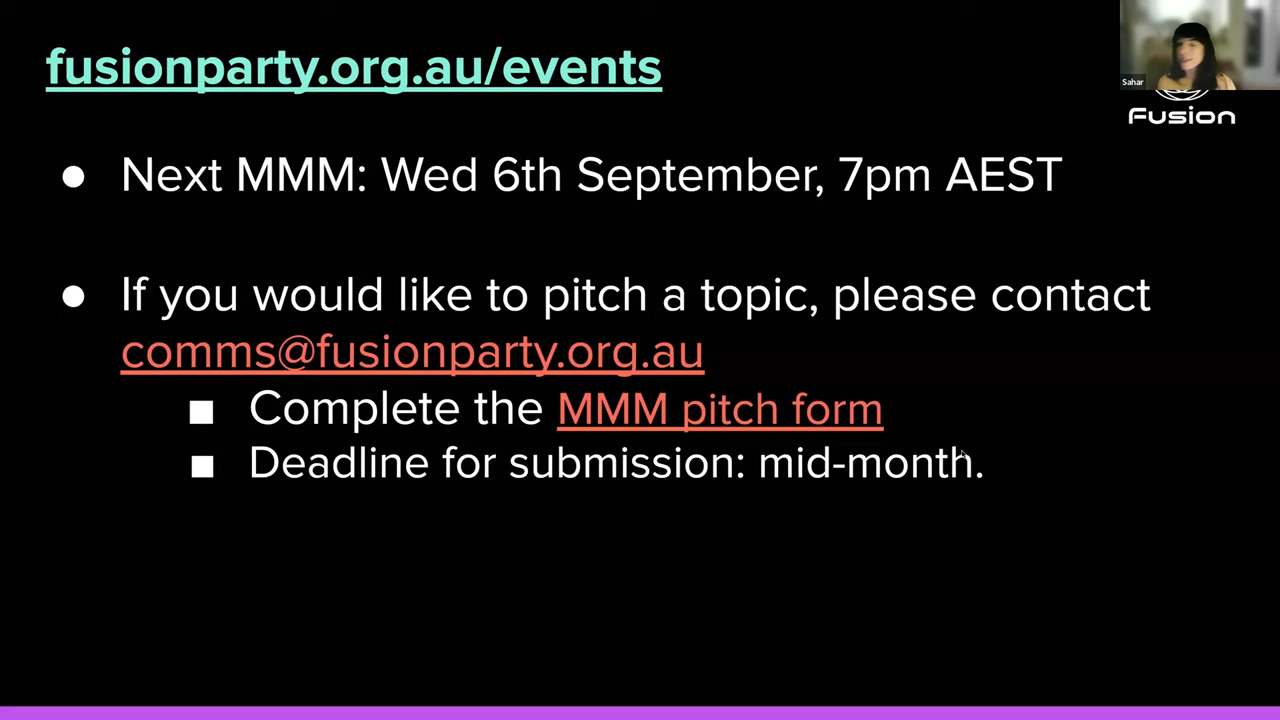 fusionparty.org.au/events
Sahar
Fusion
● Next MMM: Wed 6th September, 7pm AEST
● If you would like to pitch a topic, please contact
comms@fusionparty.org.au
■ Complete the MMM pitch form
■ Deadline for submission: mid-month.